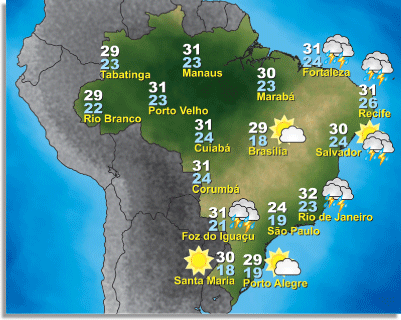 29
23
Tabatinga
31
23
Manaus
30
23
Marabá
31
24
Fortaleza
31
26
Recife
29
22
Rio Branco
31
23
Porto Velho
31
24
Cuiabá
29
18
Brasília
30
24
Salvador
31
24
Corumbá
32
23
Rio de Janeiro
24
19
São Paulo
31
21
Foz do Iguaçu
30
18
Santa Maria
29
19
Porto Alegre